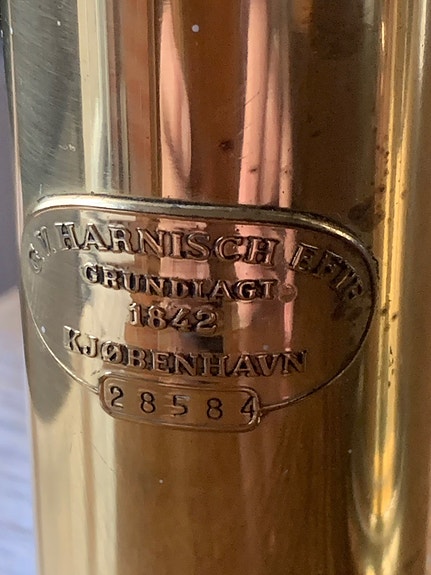 G.V. HARNISCH EFTF.
GRUNDLAGT
1842
KJØBENHAVN
28584